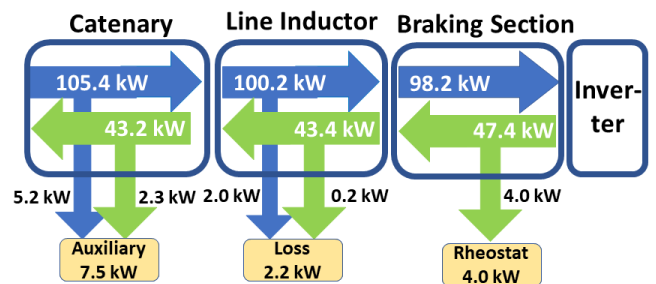 Catenary
Line Inductor
Braking Section
105.4 kW
100.2 kW
98.2 kW
Inver-
ter
43.2 kW
43.4 kW
47.4 kW
5.2 kW
2.3 kW
2.0 kW
0.2 kW
4.0 kW
Auxiliary
7.5 kW
Loss
2.2 kW
Rheostat
4.0 kW